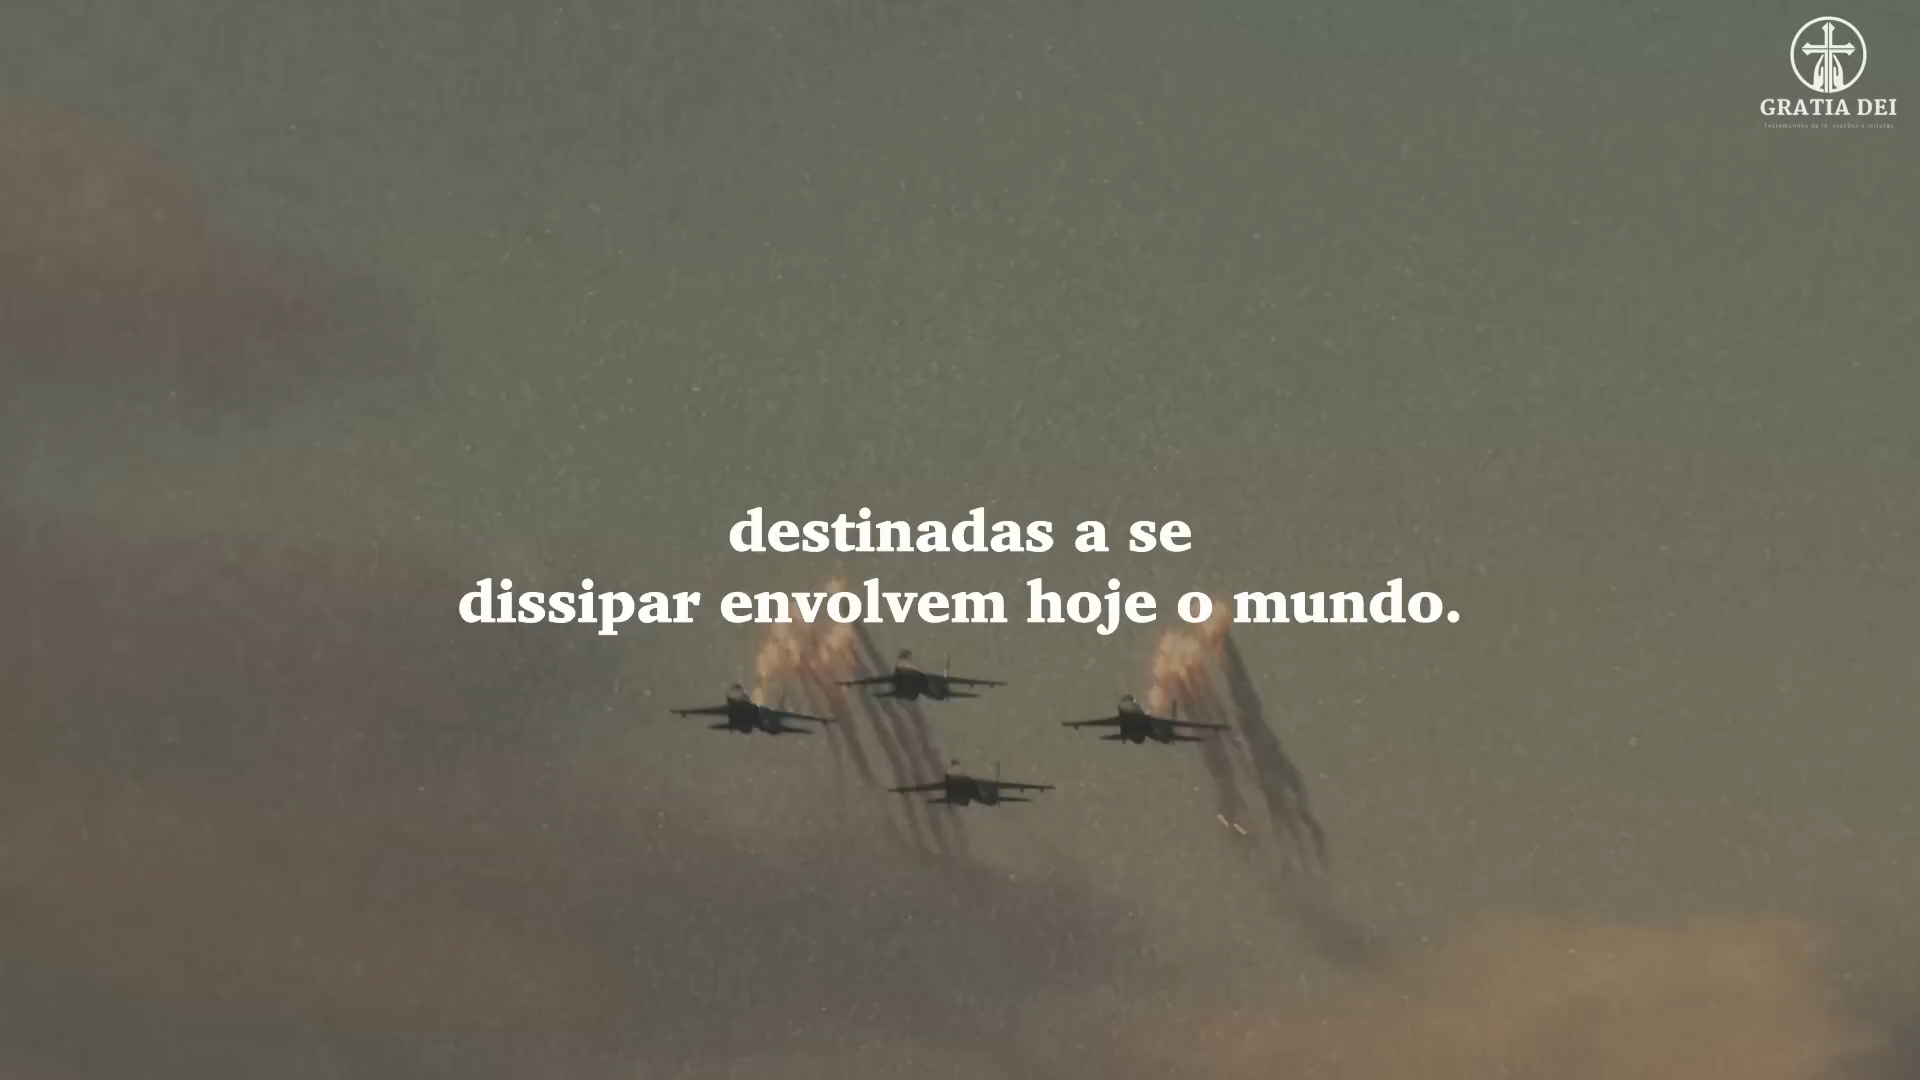 GRATIA DEI
destinadas a se
dissipar envolvem hoje o mundo.